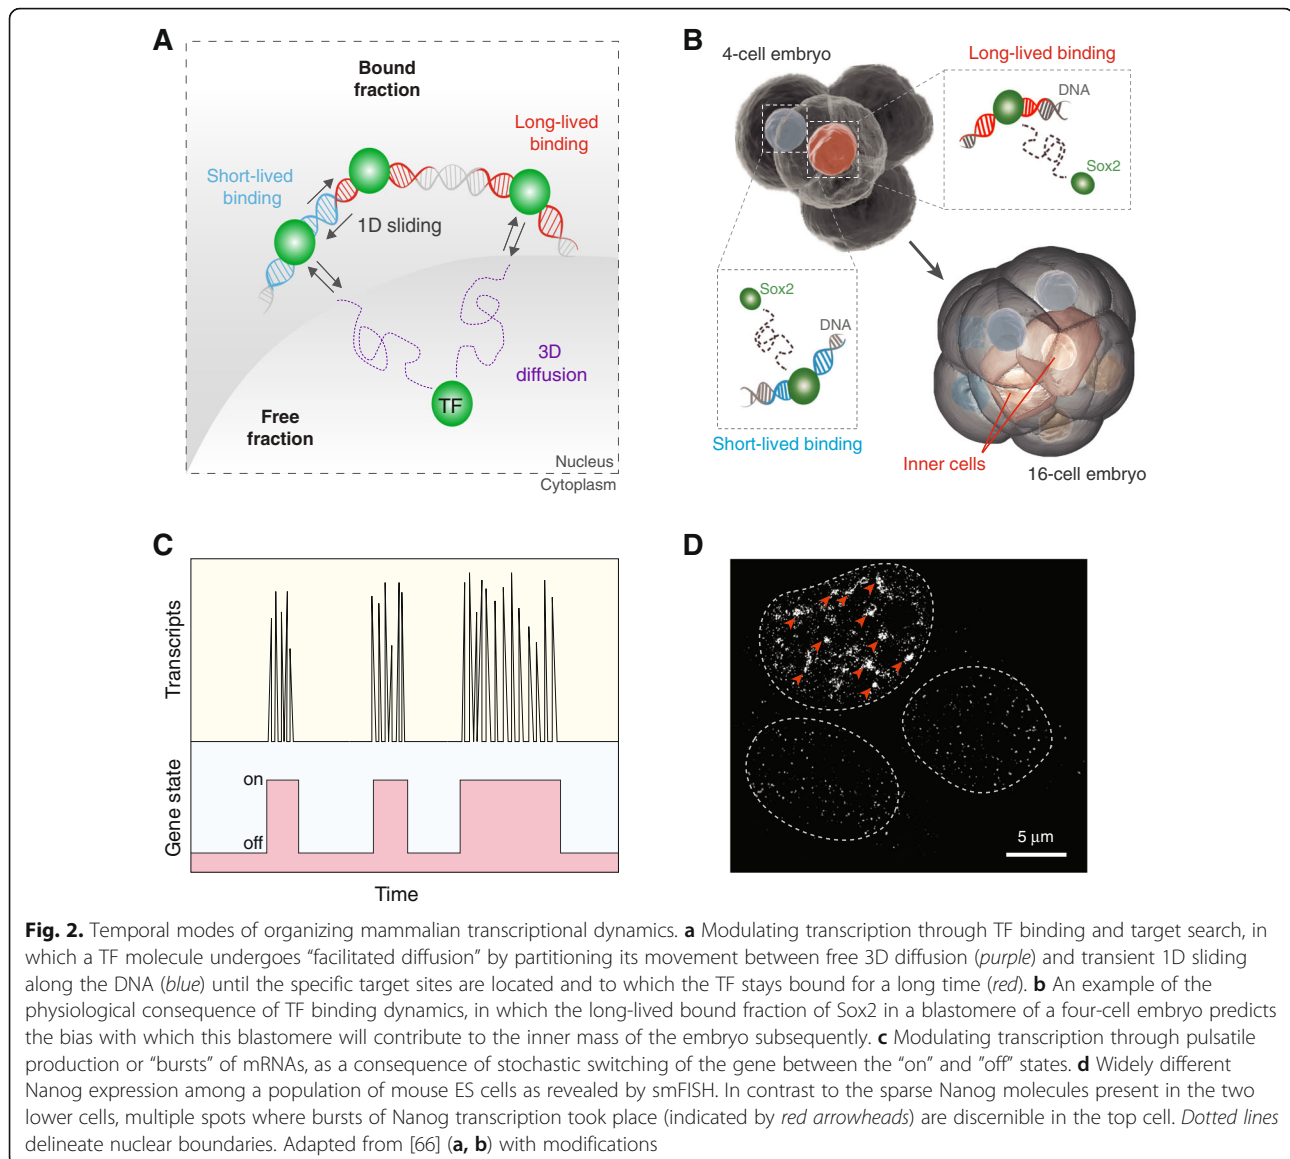 A
Bound
fraction
Long-lived
binding
Short-lived
binding
1D sliding
3D
diffusion
TF
Free
fraction
Nucleus
Cytoplasm
B
4-cell embryo
Long-lived binding
DNA
Sox2
Sox2
DNA
Short-lived binding
Inner cells
16-cell embryo
C
Transcripts
Gene state
on
off
Time
D
5 μm
Fig. 2. Temporal modes of organizing mammalian transcriptional dynamics. a Modulating transcription through TF binding and target search, in
which a TF molecule undergoes “facilitated diffusion” by partitioning its movement between free 3D diffusion (purple) and transient 1D sliding
along the DNA (blue) until the specific target sites are located and to which the TF stays bound for a long time (red). b An example of the
physiological consequence of TF binding dynamics, in which the long-lived bound fraction of Sox2 in a blastomere of a four-cell embryo predicts
the bias with which this blastomere will contribute to the inner mass of the embryo subsequently. c Modulating transcription through pulsatile
production or “bursts” of mRNAs, as a consequence of stochastic switching of the gene between the “on” and ”off” states. d Widely different
Nanog expression among a population of mouse ES cells as revealed by smFISH. In contrast to the sparse Nanog molecules present in the two
lower cells, multiple spots where bursts of Nanog transcription took place (indicated by red arrowheads) are discernible in the top cell. Dotted lines
delineate nuclear boundaries. Adapted from [66] (a, b) with modifications